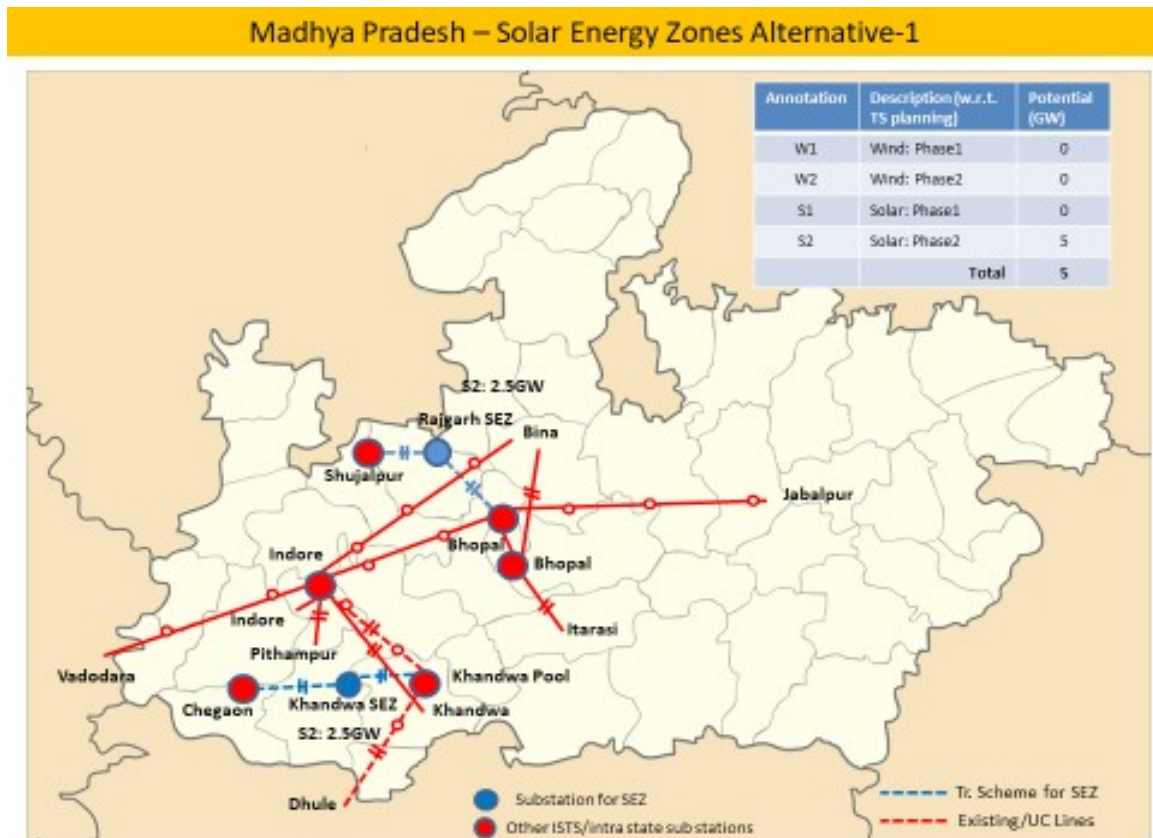 Madhya Pradesh – Solar Energy Zones Alternative-1
Annotation Description (w.r.t. TS planning) Potential (GW)
W1 Wind: Phase1 0
W2 Wind: Phase2 0
S1 Solar: Phase1 0
S2 Solar: Phase2 5
Total 5
S2: 2.5GW
Rajgarh SEZ
Bina
Shujalpur
Jabalpur
Bhopal
Indore
Bhopal
Indore
Itarasi
Pithampur
Vadodara
Khandwa Pool
Chegaon
Khandwa SEZ
Khandwa
S2: 2.5GW
Dhule
Substation for SEZ
Other ISTS/intra state sub stations
Tr. Scheme for SEZ
Existing/UC Lines